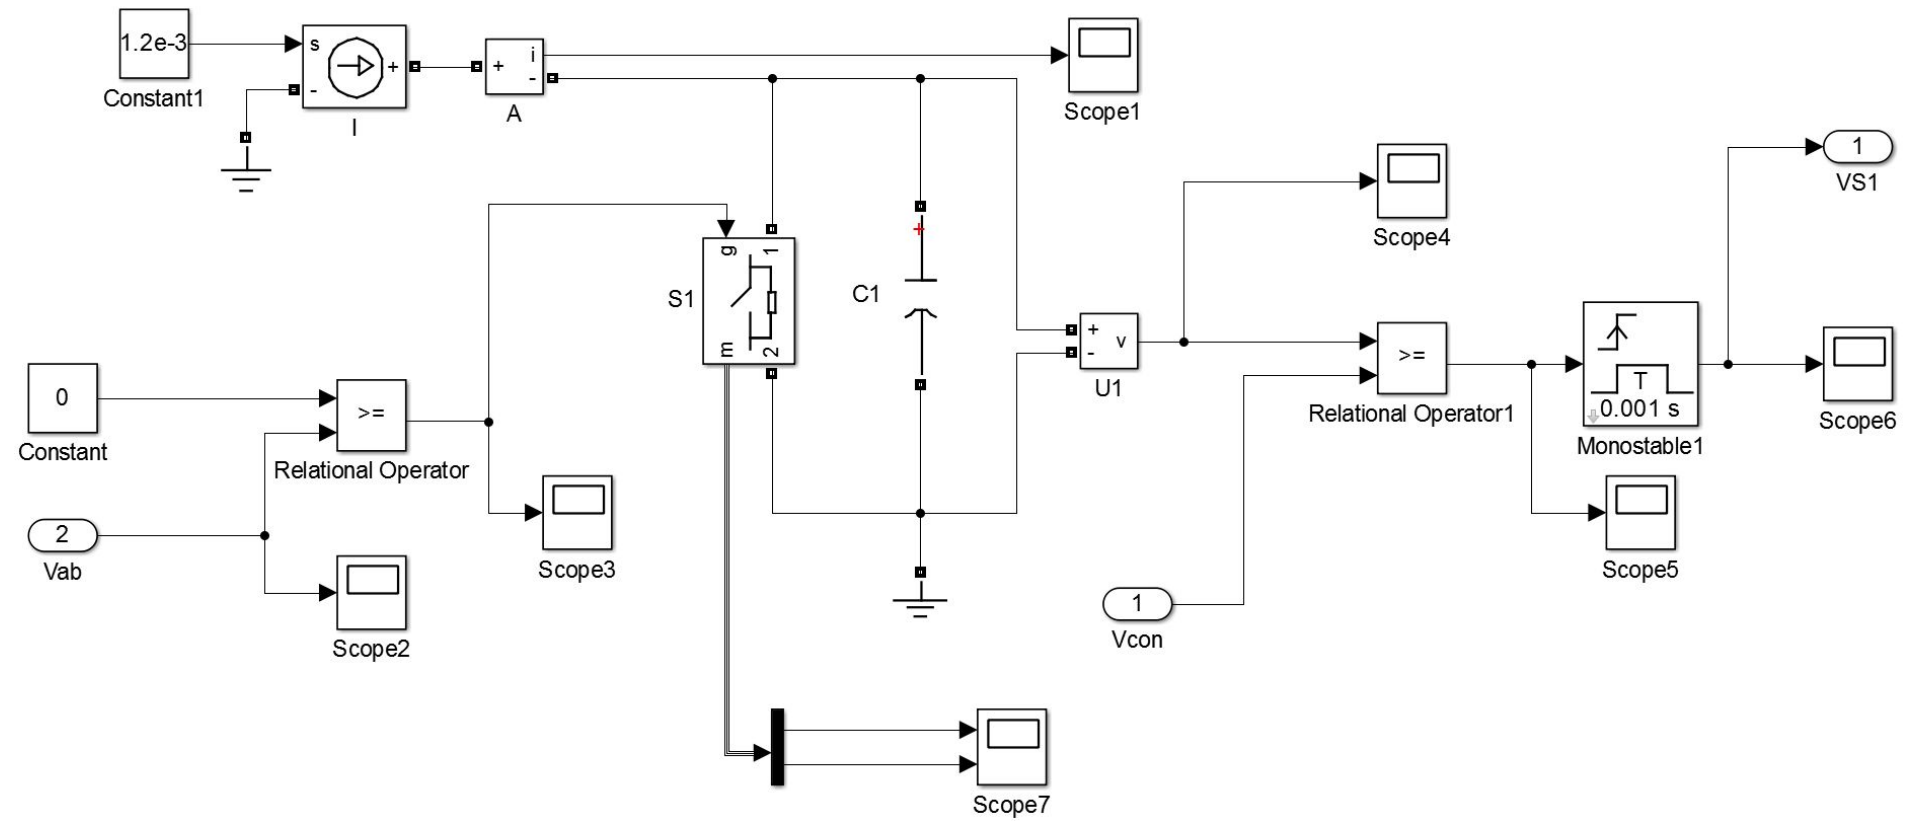 1.2e-3
Constant1
s
+
-
I
+
i
-
A
Scope1
g
1
m
2
S1
+
C1
+
-
v
U1
Scope4
>=
Relational Operator1
T
0.001 s
Monostable1
1
VS1
Scope6
Scope5
0
Constant
>=
Relational Operator
2
Vab
Scope2
Scope3
1
Vcon
Scope7